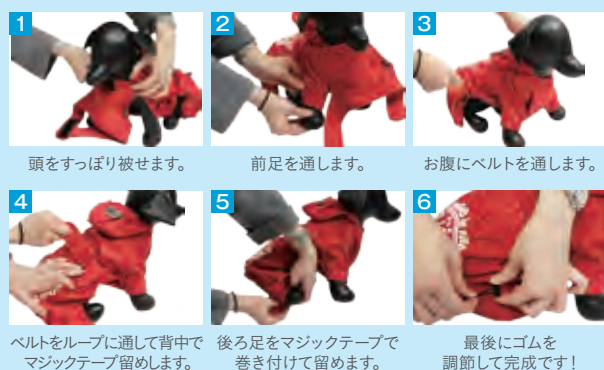 1
頭をすっぽり被せます。
2
前足を通します。
3
お腹にベルトを通します。
4
ベルトをループに通して背中で
マジックテープ留めします。
5
後ろ足をマジックテープで
巻き付けて留めます。
6
最後にゴムを
調節して完成です!